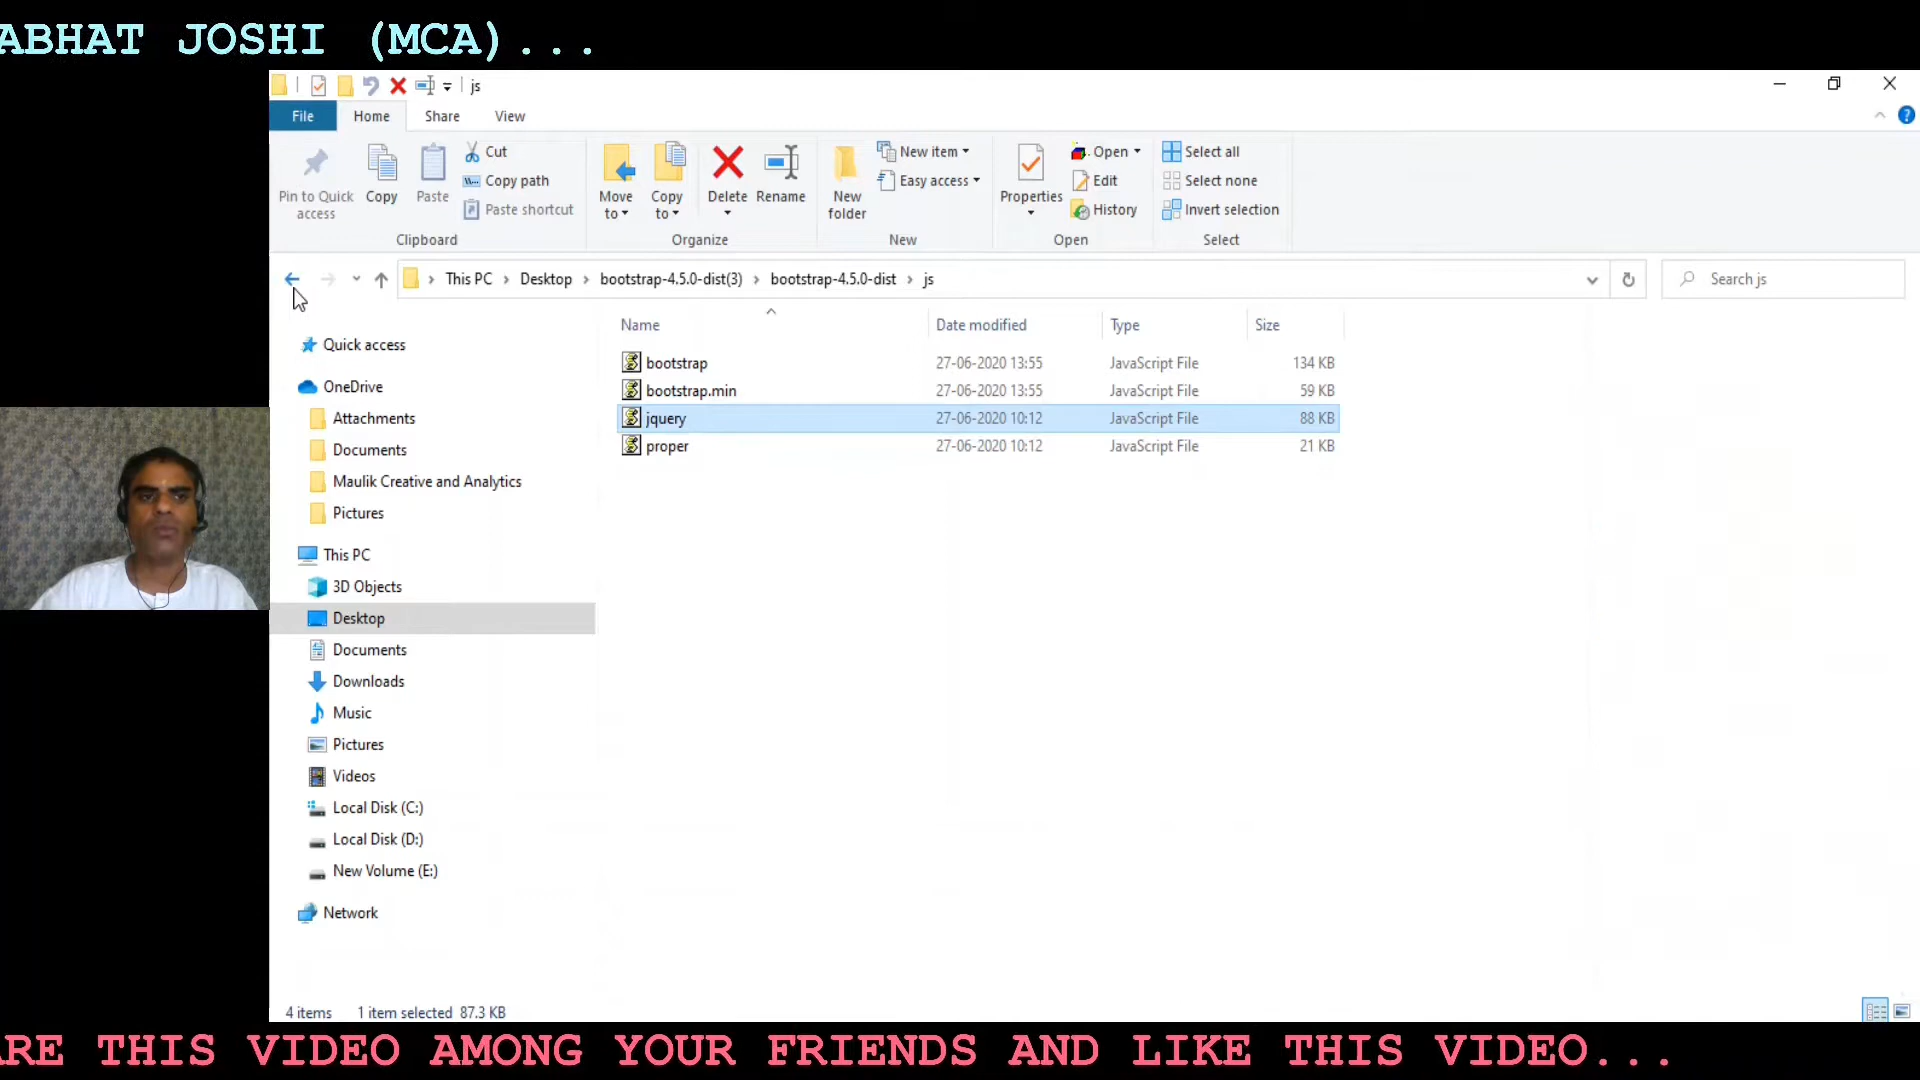 ABHAT JOSHI (MCA)...
js
File Home Share View
Pin to Quick access
Copy
Paste
Cut
Copy path
Paste shortcut
Clipboard
Move to
Copy to
Delete
Rename
Organize
New folder
New item
Easy access
New
Properties
Open
Edit
History
Open
Select all
Select none
Invert selection
Select
This PC > Desktop > bootstrap-4.5.0-dist(3) > bootstrap-4.5.0-dist > js
Search js
Name Date modified Type Size
bootstrap 27-06-2020 13:55 JavaScript File 134 KB
bootstrap.min 27-06-2020 13:55 JavaScript File 59 KB
jquery 27-06-2020 10:12 JavaScript File 88 KB
proper 27-06-2020 10:12 JavaScript File 21 KB
Quick access
OneDrive
Attachments
Documents
Maulik Creative and Analytics
Pictures
This PC
3D Objects
Desktop
Documents
Downloads
Music
Pictures
Videos
Local Disk (C:)
Local Disk (D:)
New Volume (E:)
Network
4 items 1 item selected 87.3 KB
ARE THIS VIDEO AMONG YOUR FRIENDS AND LIKE THIS VIDEO...